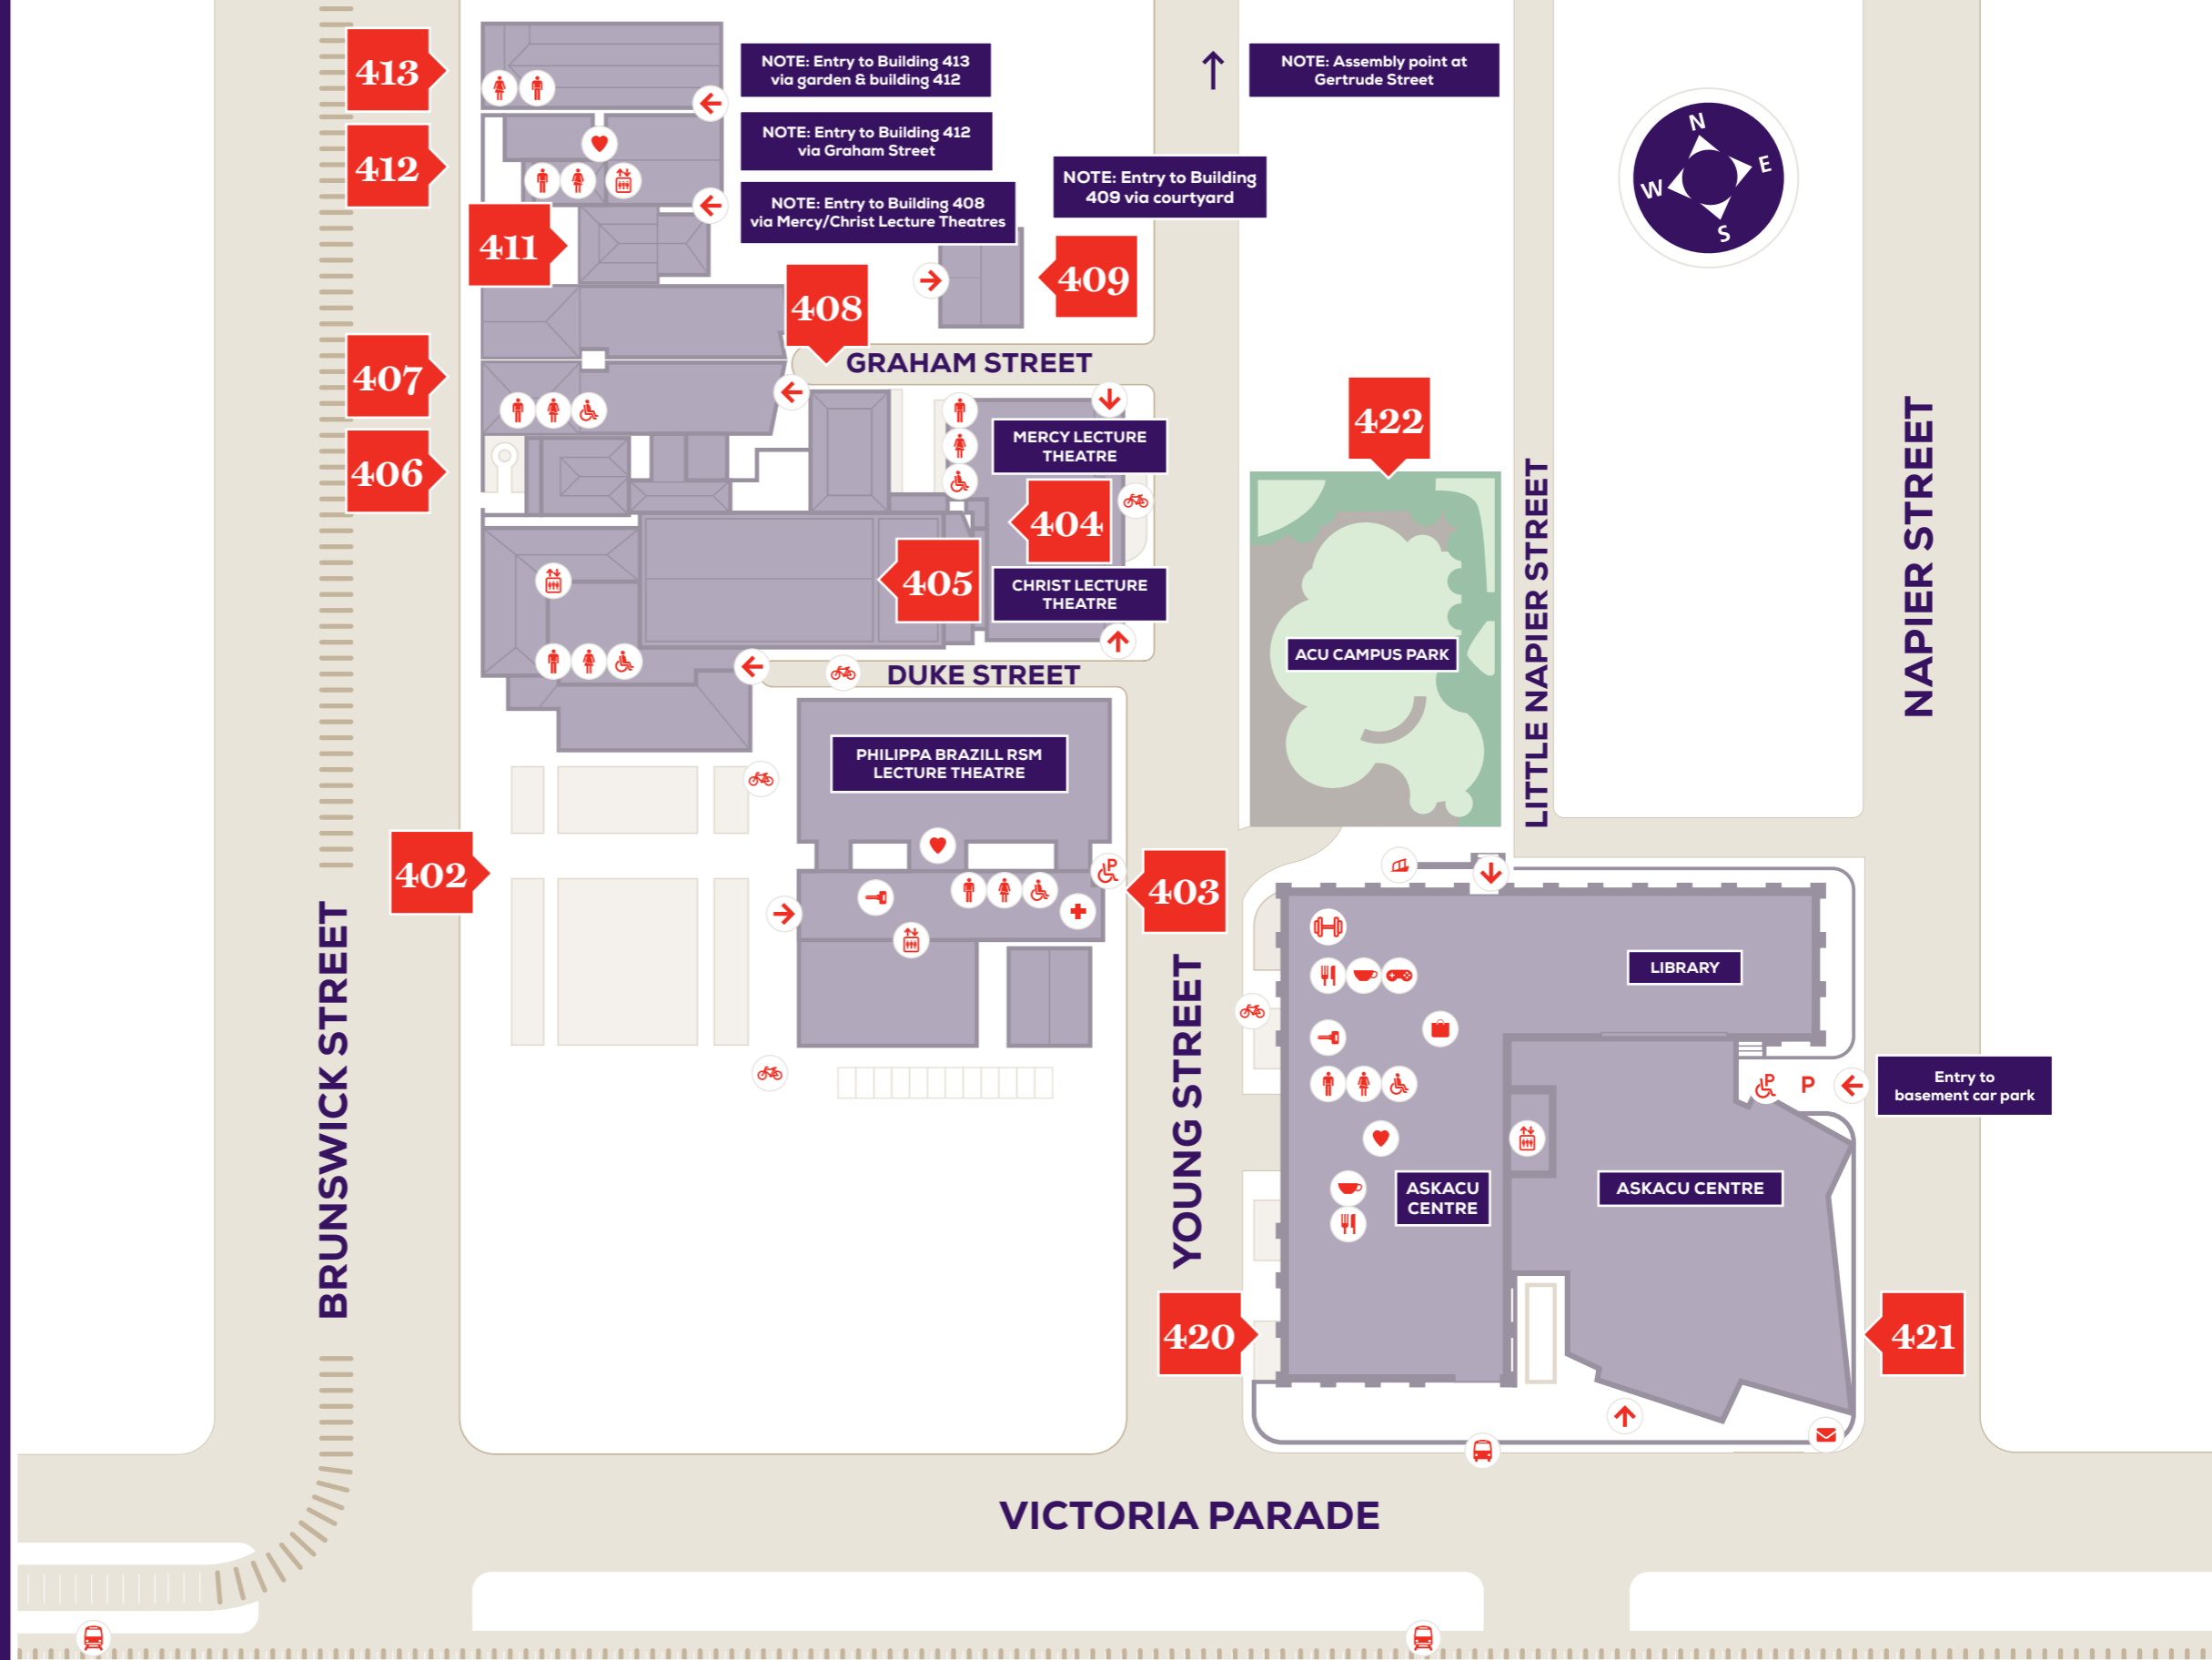 413
NOTE: Entry to Building 413
via garden & building 412
NOTE: Assembly point at
Gertrude Street
412
NOTE: Entry to Building 412
via Graham Street
N
E
W
S
NOTE: Entry to Building
409 via courtyard
NOTE: Entry to Building 408
via Mercy/Christ Lecture Theatres
411
409
408
GRAHAM STREET
407
406
422
MERCY LECTURE
THEATRE
404
405
CHRIST LECTURE
THEATRE
ACU CAMPUS PARK
LITTLE NAPIER STREET
NAPIER STREET
DUKE STREET
PHILIPPA BRAZILL RSM
LECTURE THEATRE
402
P
403
BRUNSWICK STREET
YOUNG STREET
LIBRARY
P
P
Entry to
basement car park
ASKACU
CENTRE
ASKACU CENTRE
420
421
VICTORIA PARADE